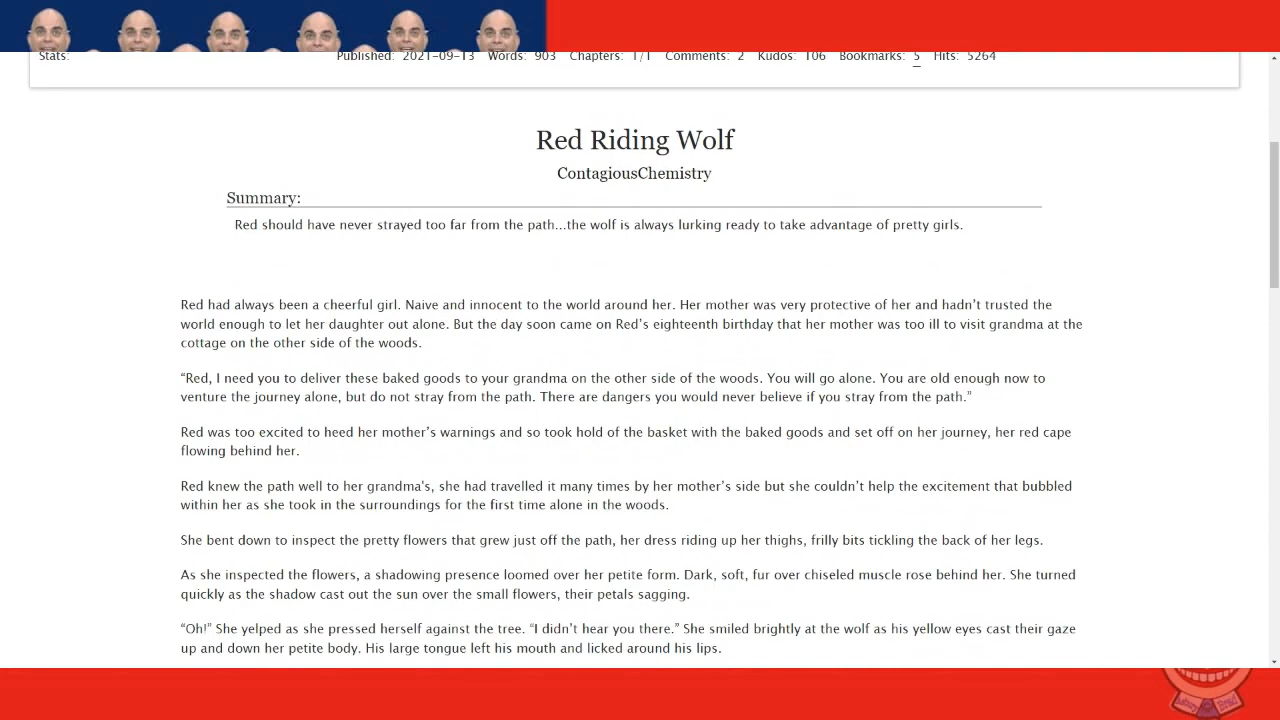 Stats: Published: 2021-09-13 Words: 903 Chapters: 1/1 Comments: 2 Kudos: 106 Bookmarks: 5 Hits: 5264
Red Riding Wolf
ContagiousChemistry
Summary:
Red should have never strayed too far from the path...the wolf is always lurking ready to take advantage of pretty girls.
Red had always been a cheerful girl. Naive and innocent to the world around her. Her mother was very protective of her and hadn’t trusted the
world enough to let her daughter out alone. But the day soon came on Red’s eighteenth birthday that her mother was too ill to visit grandma at the
cottage on the other side of the woods.
“Red, I need you to deliver these baked goods to your grandma on the other side of the woods. You will go alone. You are old enough now to
venture the journey alone, but do not stray from the path. There are dangers you would never believe if you stray from the path.”
Red was too excited to heed her mother’s warnings and so took hold of the basket with the baked goods and set off on her journey, her red cape
flowing behind her.
Red knew the path well to her grandma's, she had travelled it many times by her mother’s side but she couldn’t help the excitement that bubbled
within her as she took in the surroundings for the first time alone in the woods.
She bent down to inspect the pretty flowers that grew just off the path, her dress riding up her thighs, frilly bits tickling the back of her legs.
As she inspected the flowers, a shadowing presence loomed over her petite form. Dark, soft, fur over chiseled muscle rose behind her. She turned
quickly as the shadow cast out the sun over the small flowers, their petals sagging.
“Oh!” She yelped as she pressed herself against the tree. “I didn’t hear you there.” She smiled brightly at the wolf as his yellow eyes cast their gaze
up and down her petite body. His large tongue left his mouth and licked around his lips.